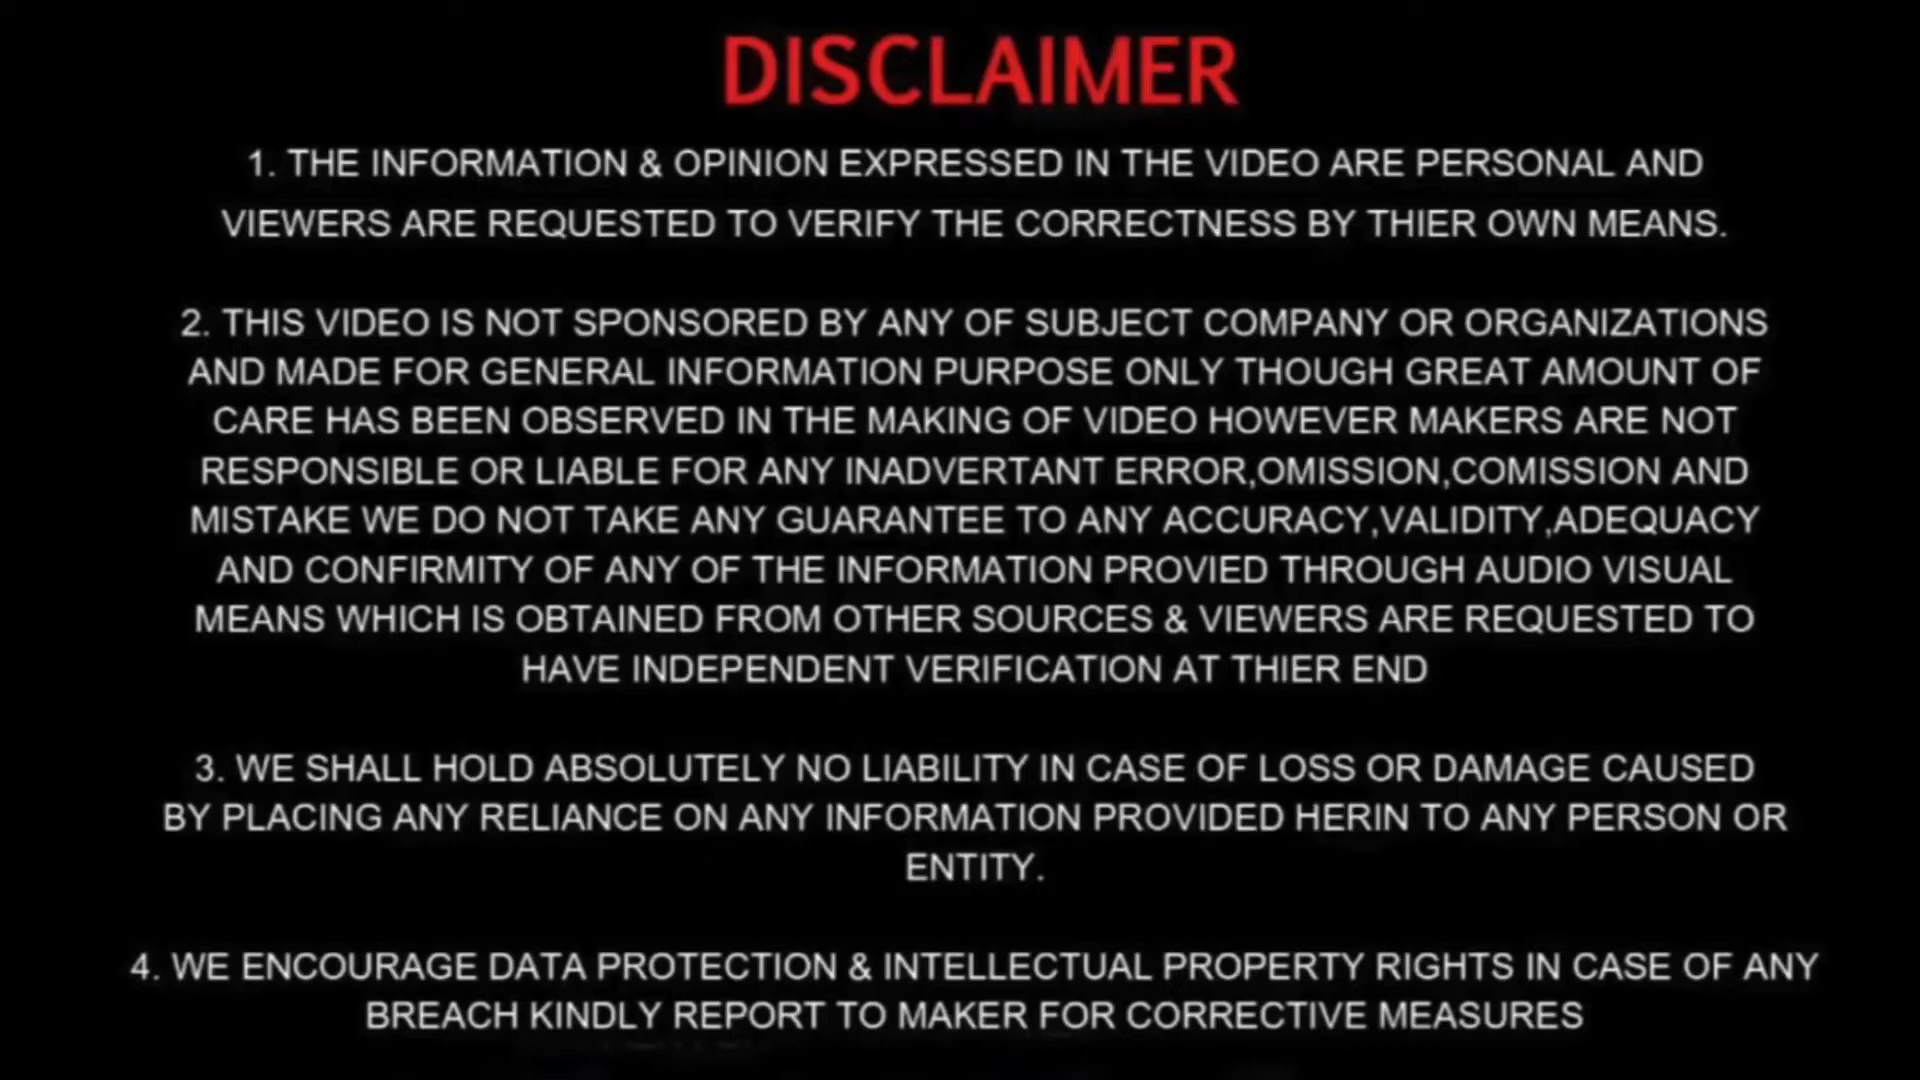 DISCLAIMER
1. THE INFORMATION & OPINION EXPRESSED IN THE VIDEO ARE PERSONAL AND
VIEWERS ARE REQUESTED TO VERIFY THE CORRECTNESS BY THIER OWN MEANS.
2. THIS VIDEO IS NOT SPONSORED BY ANY OF SUBJECT COMPANY OR ORGANIZATIONS
AND MADE FOR GENERAL INFORMATION PURPOSE ONLY THOUGH GREAT AMOUNT OF
CARE HAS BEEN OBSERVED IN THE MAKING OF VIDEO HOWEVER MAKERS ARE NOT
RESPONSIBLE OR LIABLE FOR ANY INADVERTANT ERROR,OMISSION,COMISSION AND
MISTAKE WE DO NOT TAKE ANY GUARANTEE TO ANY ACCURACY,VALIDITY,ADEQUACY
AND CONFIRMITY OF ANY OF THE INFORMATION PROVIED THROUGH AUDIO VISUAL
MEANS WHICH IS OBTAINED FROM OTHER SOURCES & VIEWERS ARE REQUESTED TO
HAVE INDEPENDENT VERIFICATION AT THIER END
3. WE SHALL HOLD ABSOLUTELY NO LIABILITY IN CASE OF LOSS OR DAMAGE CAUSED
BY PLACING ANY RELIANCE ON ANY INFORMATION PROVIDED HERIN TO ANY PERSON OR
ENTITY.
4. WE ENCOURAGE DATA PROTECTION & INTELLECTUAL PROPERTY RIGHTS IN CASE OF ANY
BREACH KINDLY REPORT TO MAKER FOR CORRECTIVE MEASURES